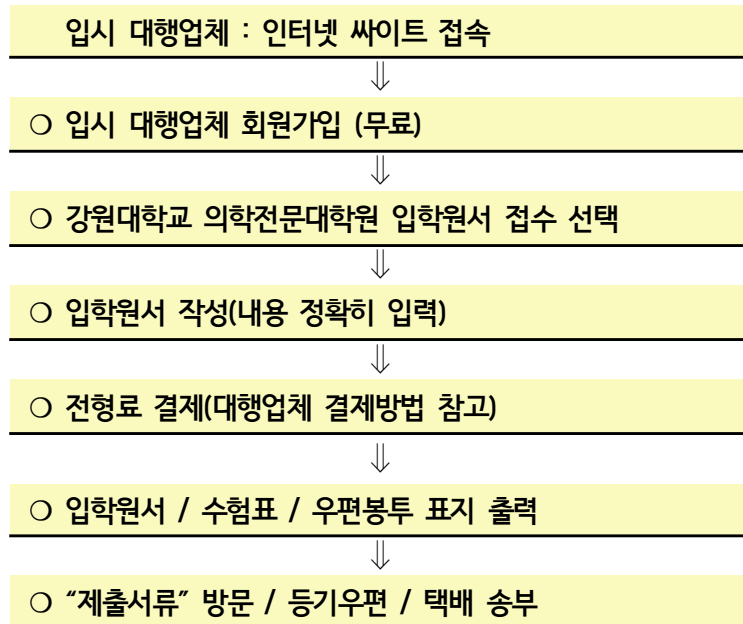 입시 대행업체 : 인터넷 싸이트 접속
⇓
❍ 입시 대행업체 회원가입 (무료)
⇓
❍ 강원대학교 의학전문대학원 입학원서 접수 선택
⇓
❍ 입학원서 작성(내용 정확히 입력)
⇓
❍ 전형료 결제(대행업체 결제방법 참고)
⇓
❍ 입학원서 / 수험표 / 우편봉투 표지 출력
⇓
❍ “제출서류” 방문 / 등기우편 / 택배 송부